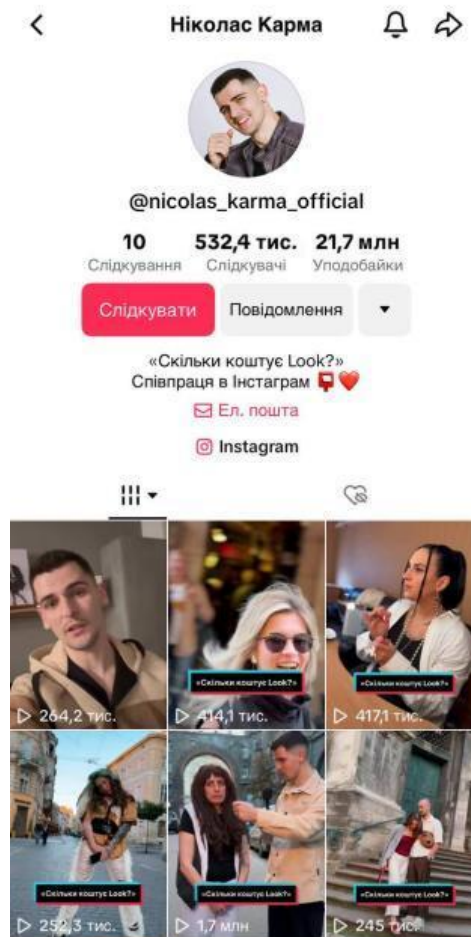 Ніколас Карма
@nicolas_karma_official
10 532,4 тис. 21,7 млн
Слідкування Слідкувачі Уподобайки
Слідкувати Повідомлення
«Скільки коштує Look?»
Співпраця в Інстаграм
Ел. пошта
Instagram
«Скільки коштує Look?» «Скільки коштує Look?»
264,2 тис. 414,1 тис. 417,1 тис.
«Скільки коштує Look?» «Скільки коштує Look?» «Скільки коштує Look?»
252,3 тис. 1,7 млн 245 тис.